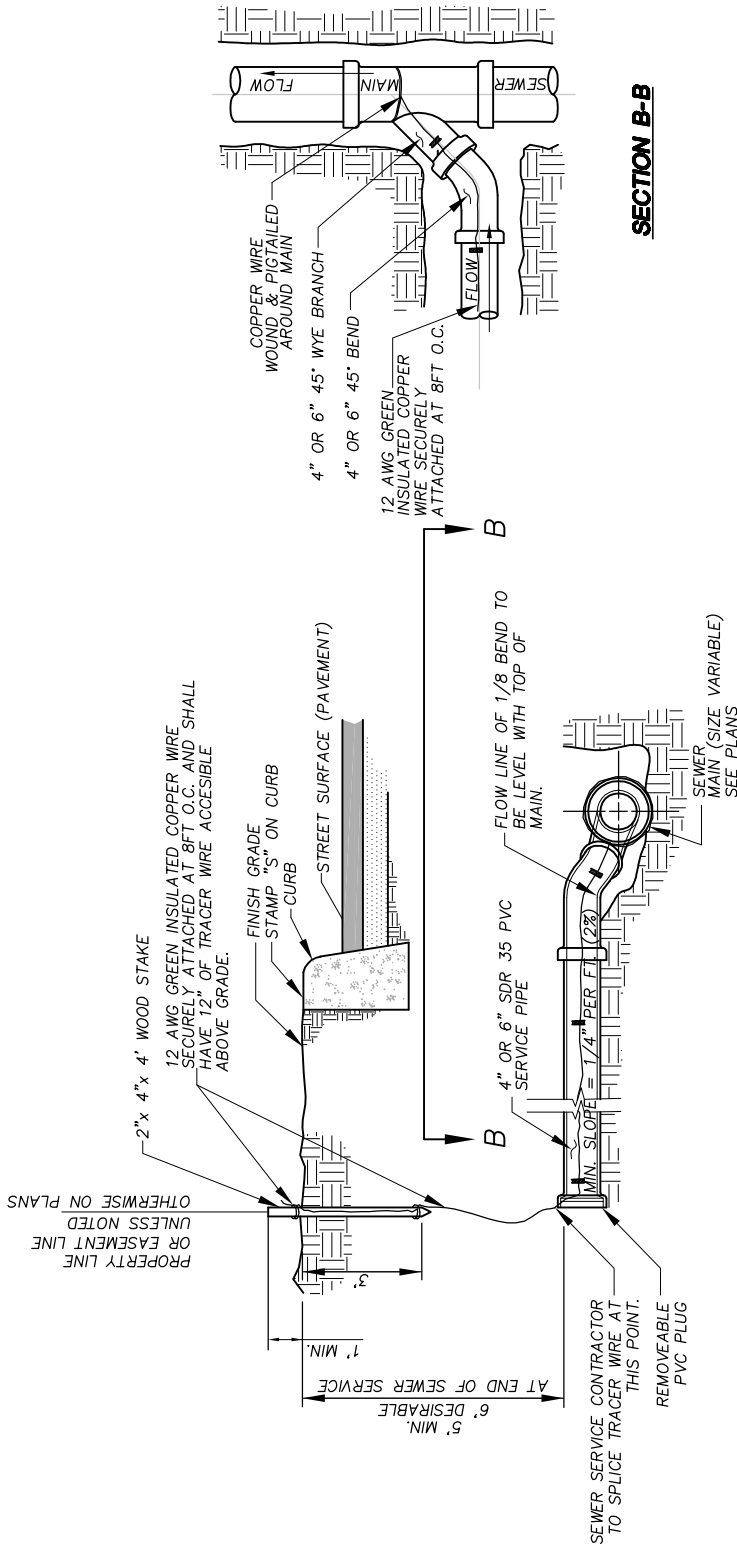 PROPERTY LINE
OR EASEMENT LINE
UNLESS NOTED
OTHERWISE ON PLANS
2"x 4"x 4' WOOD STAKE
12 AWG GREEN INSULATED COPPER WIRE
SECURELY ATTACHED AT 8FT O.C. AND SHALL
HAVE 12" OF TRACER WIRE ACCESIBLE
ABOVE GRADE.
FINISH GRADE
STAMP "S" ON CURB
CURB
STREET SURFACE (PAVEMENT)
1' MIN.
3'
5' MIN.
6' DESIRABLE
AT END OF SEWER SERVICE
B
B
SEWER SERVICE CONTRACTOR
TO SPLICE TRACER WIRE AT
THIS POINT.
REMOVEABLE
PVC PLUG
4" OR 6" SDR 35 PVC
SERVICE PIPE
MIN. SLOPE = 1/4" PER FT. (2%)
FLOW LINE OF 1/8 BEND TO
BE LEVEL WITH TOP OF
MAIN.
SEWER
MAIN (SIZE VARIABLE)
SEE PLANS
COPPER WIRE
WOUND & PIGTAILED
AROUND MAIN
4" OR 6" 45° WYE BRANCH
4" OR 6" 45° BEND
12 AWG GREEN
INSULATED COPPER
WIRE SECURELY
ATTACHED AT 8FT O.C.
FLOW
SEWER
MAIN
FLOW
SECTION B-B